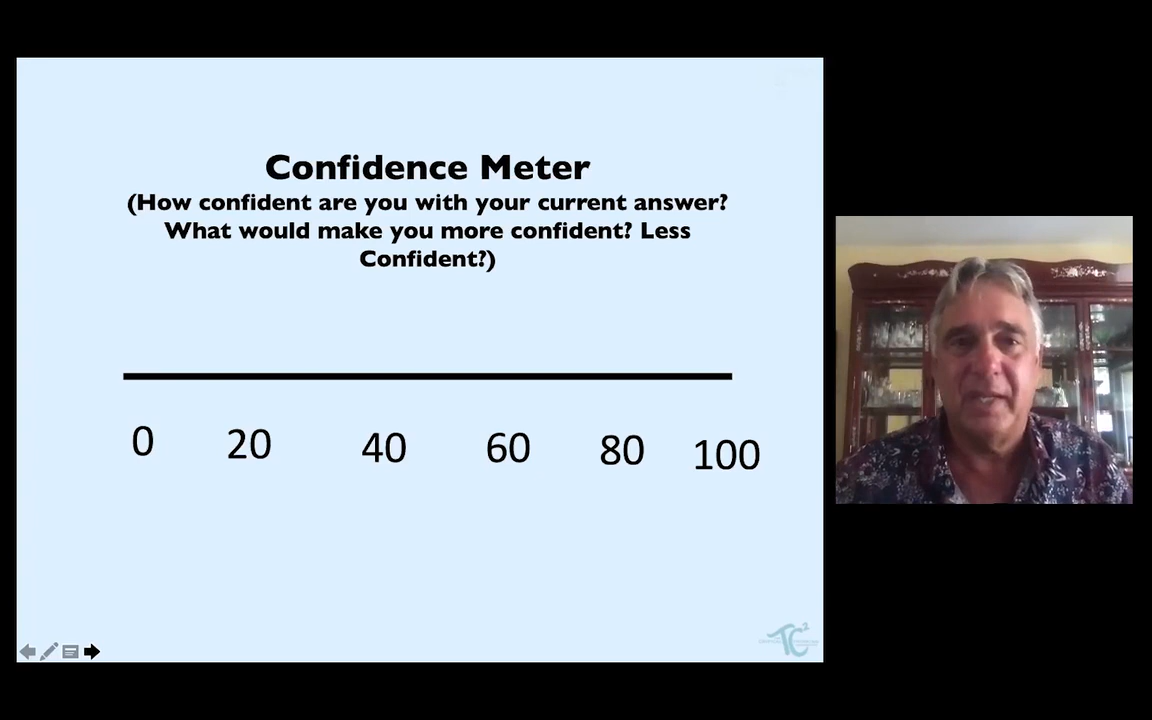 Confidence Meter
(How confident are you with your current answer?
What would make you more confident? Less
Confident?)
0 20 40 60 80 100
TC²